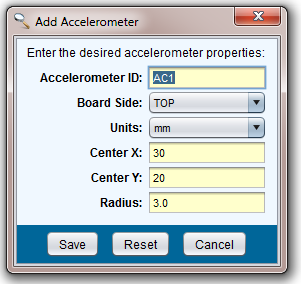 Add Accelerometer
Enter the desired accelerometer properties:
Accelerometer ID: AC1
Board Side: TOP
Units: mm
Center X: 30
Center Y: 20
Radius: 3.0
Save Reset Cancel